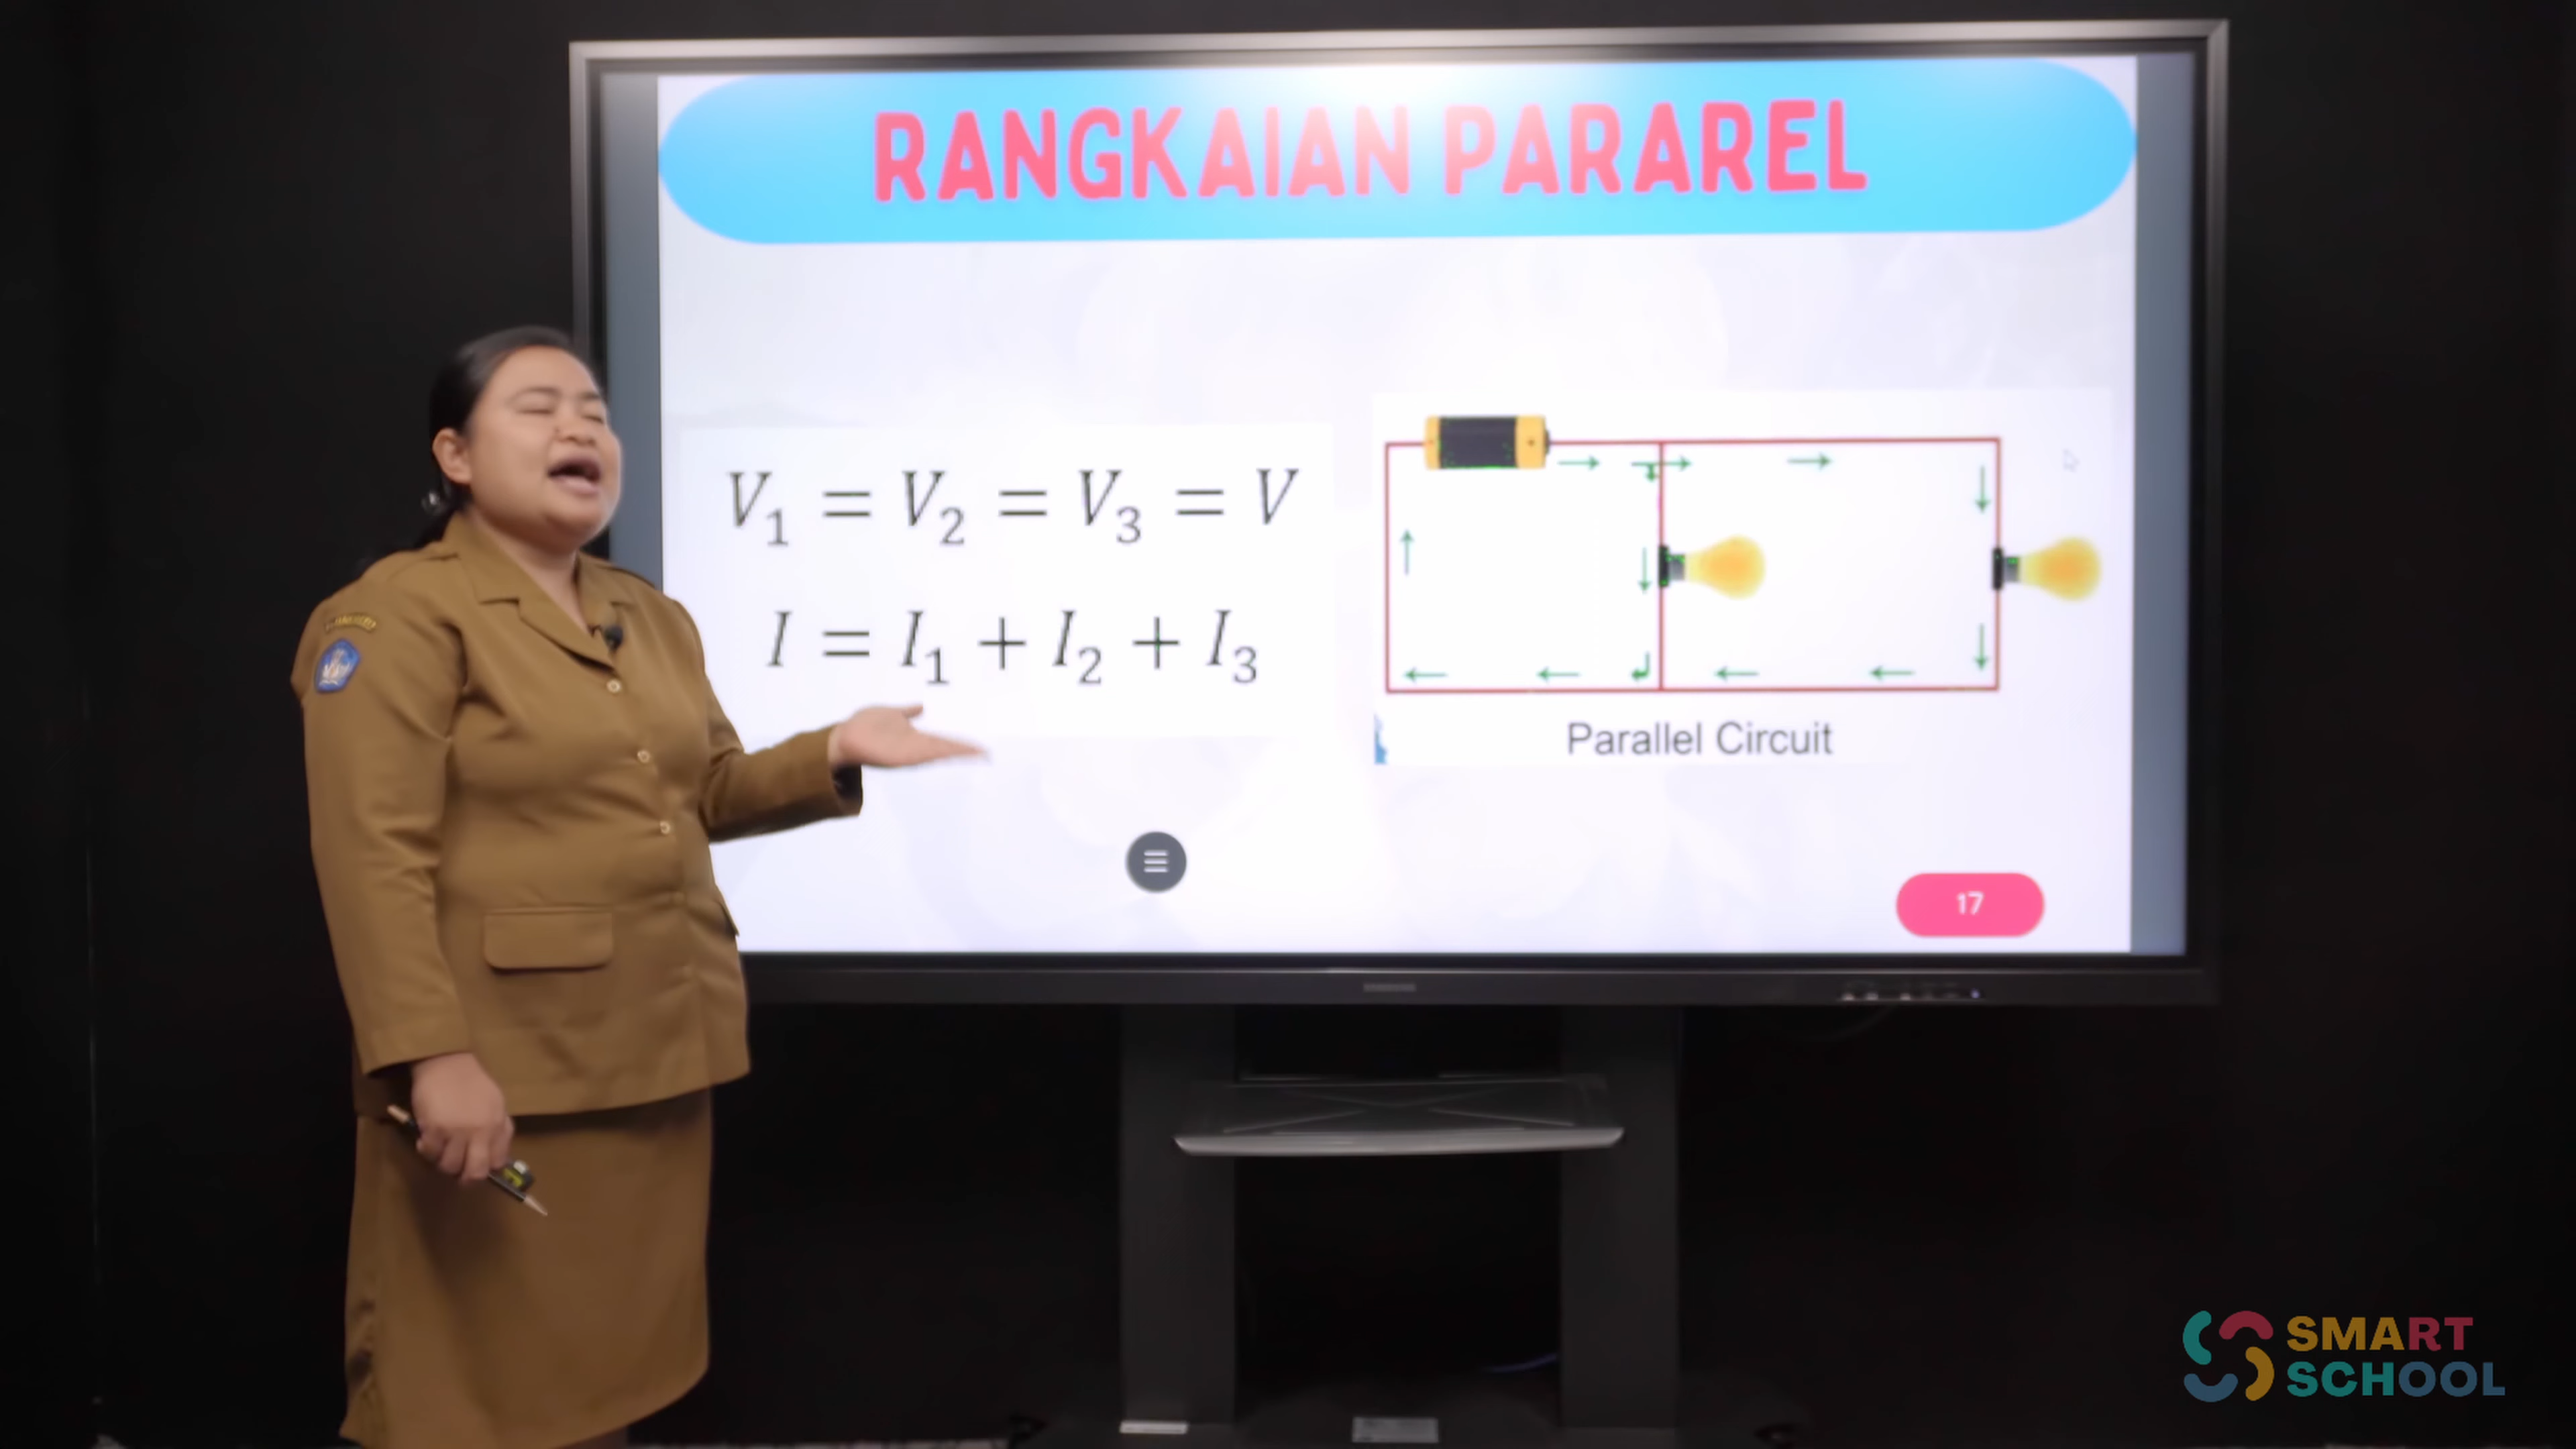 RANGKAIAN PARAREL
V₁ = V₂ = V₃ = V
I = I₁ + I₂ + I₃
Parallel Circuit
17
SMART
SCHOOL